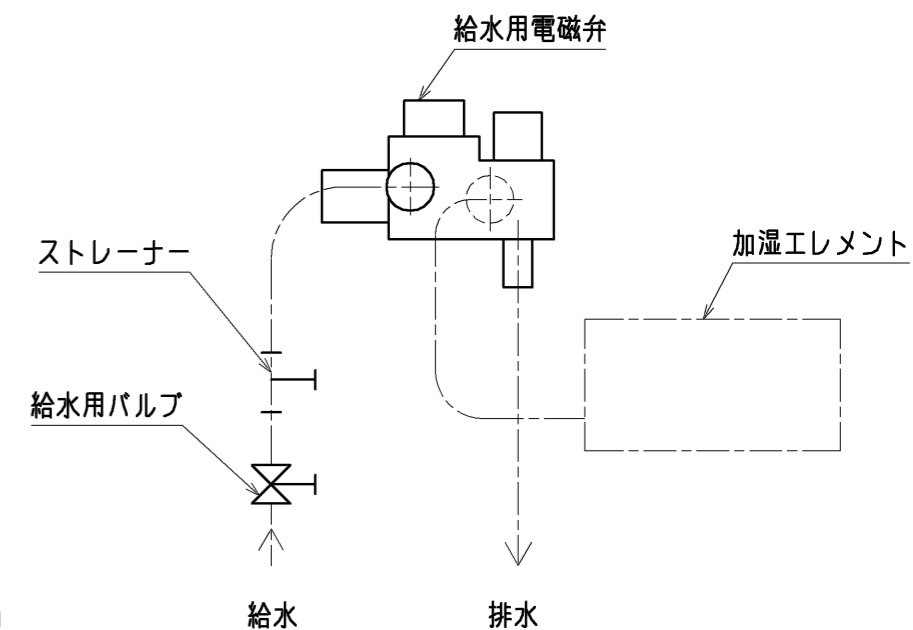 給水用電磁弁
ストレーナー
加湿エレメント
給水用バルブ
給水
排水